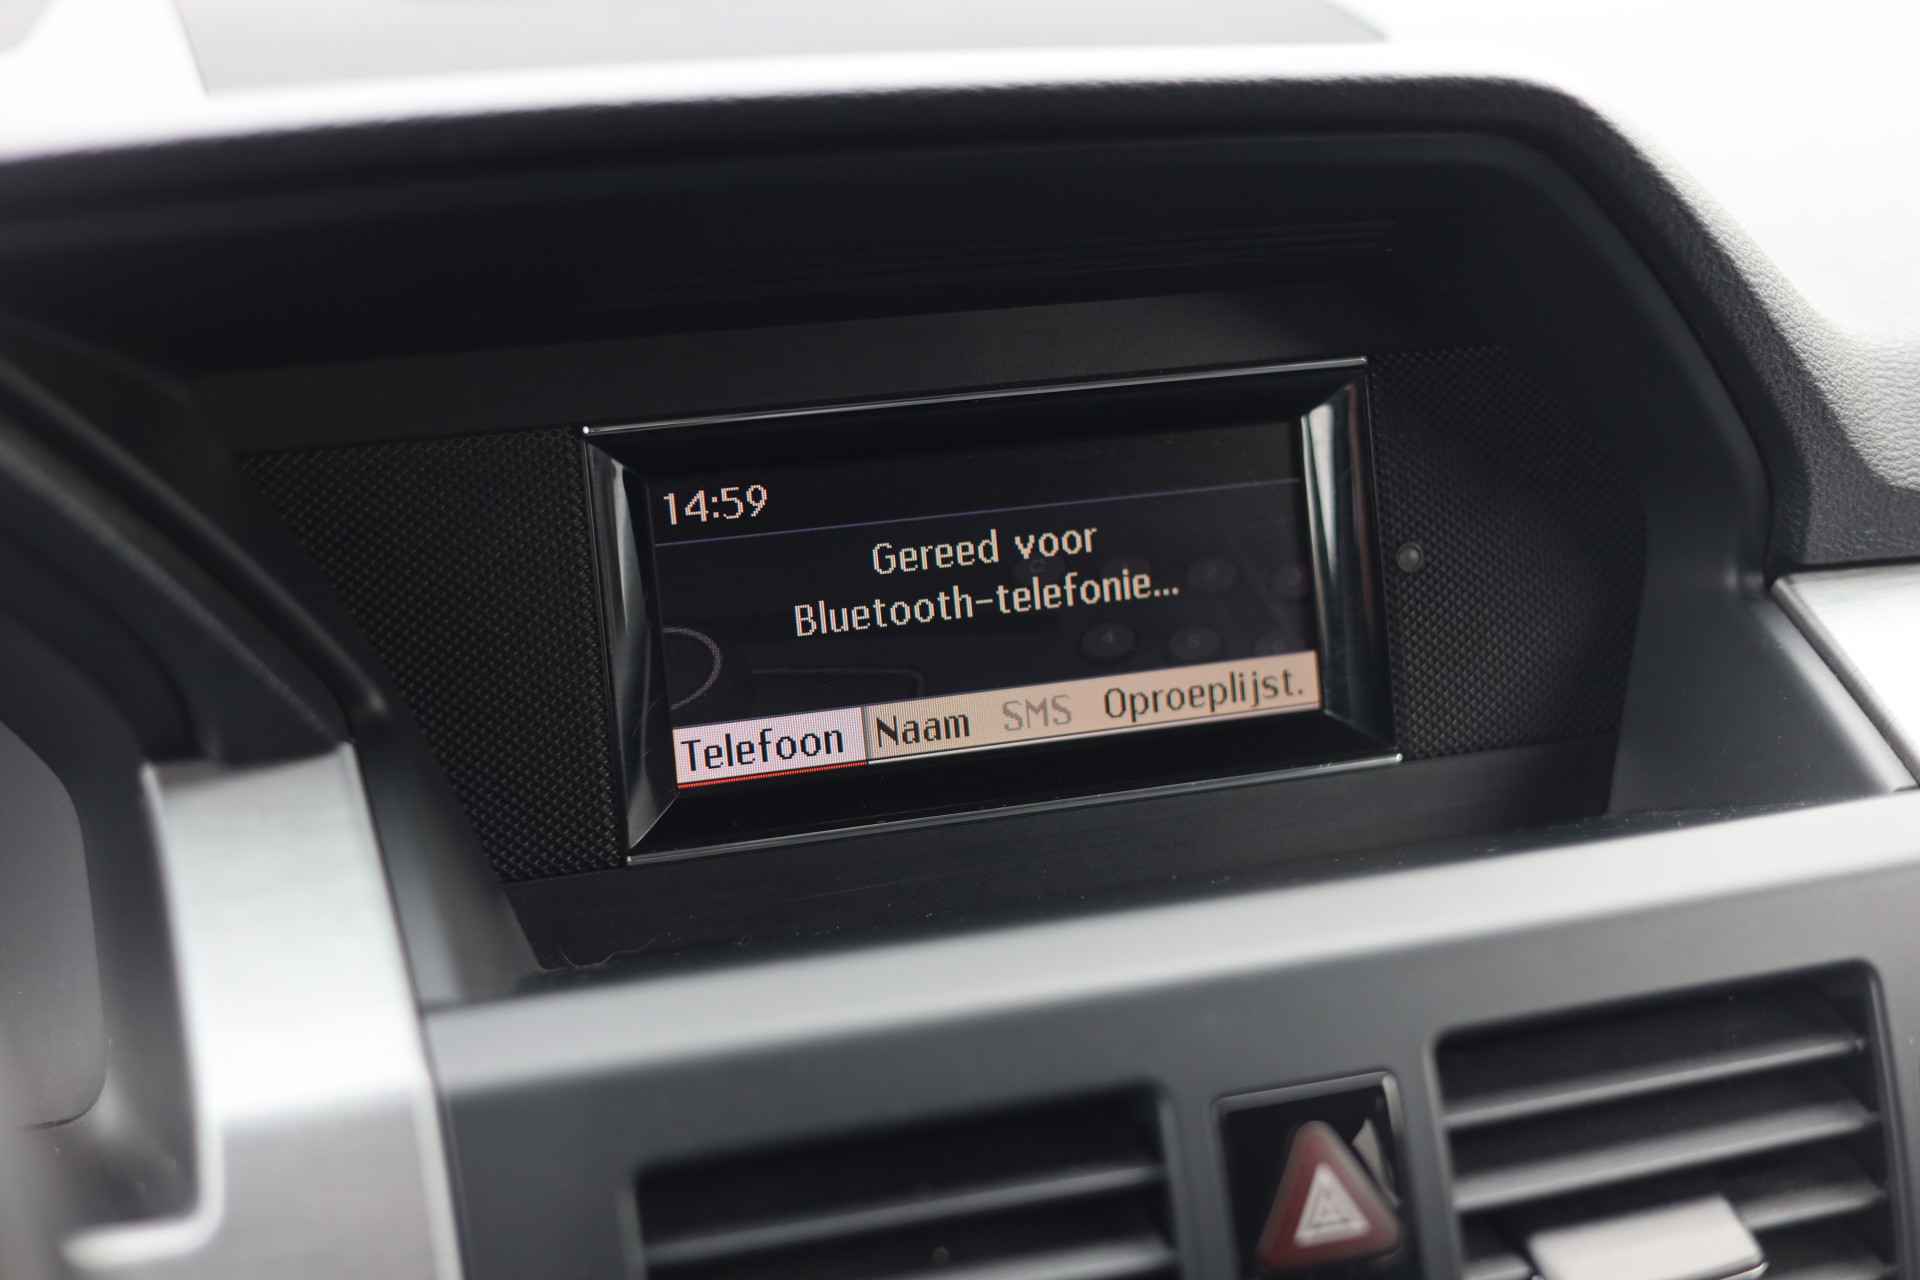 14:59
Gereed voor
Bluetooth-telefonie...
Telefoon Naam SMS Oproeplijst.